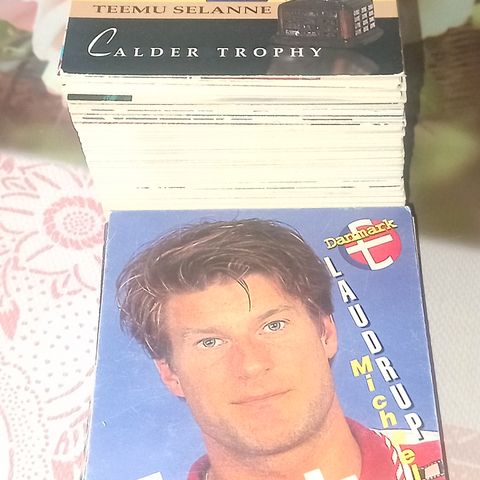 TEEMU SELANNE
CALDER TROPHY
Danmark
LAUDRUP
Michael